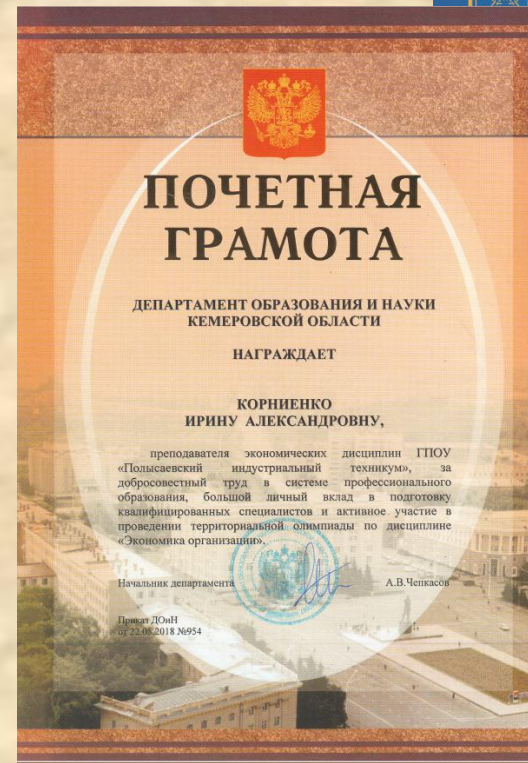 ПОЧЕТНАЯ
ГРАМОТА
ДЕПАРТАМЕНТ ОБРАЗОВАНИЯ И НАУКИ
КЕМЕРОВСКОЙ ОБЛАСТИ
НАГРАЖДАЕТ
КОРНИЕНКО
ИРИНУ АЛЕКСАНДРОВНУ,
преподавателя экономических дисциплин ГПОУ
«Полысаевский индустриальный техникум», за
добросовестный труд в системе профессионального
образования, большой личный вклад в подготовку
квалифицированных специалистов и активное участие в
проведении территориальной олимпиады по дисциплине
«Экономика организации».
Начальник департамента А.В.Чепкасов
Приказ ДОиН
от 22.05.2018 №954